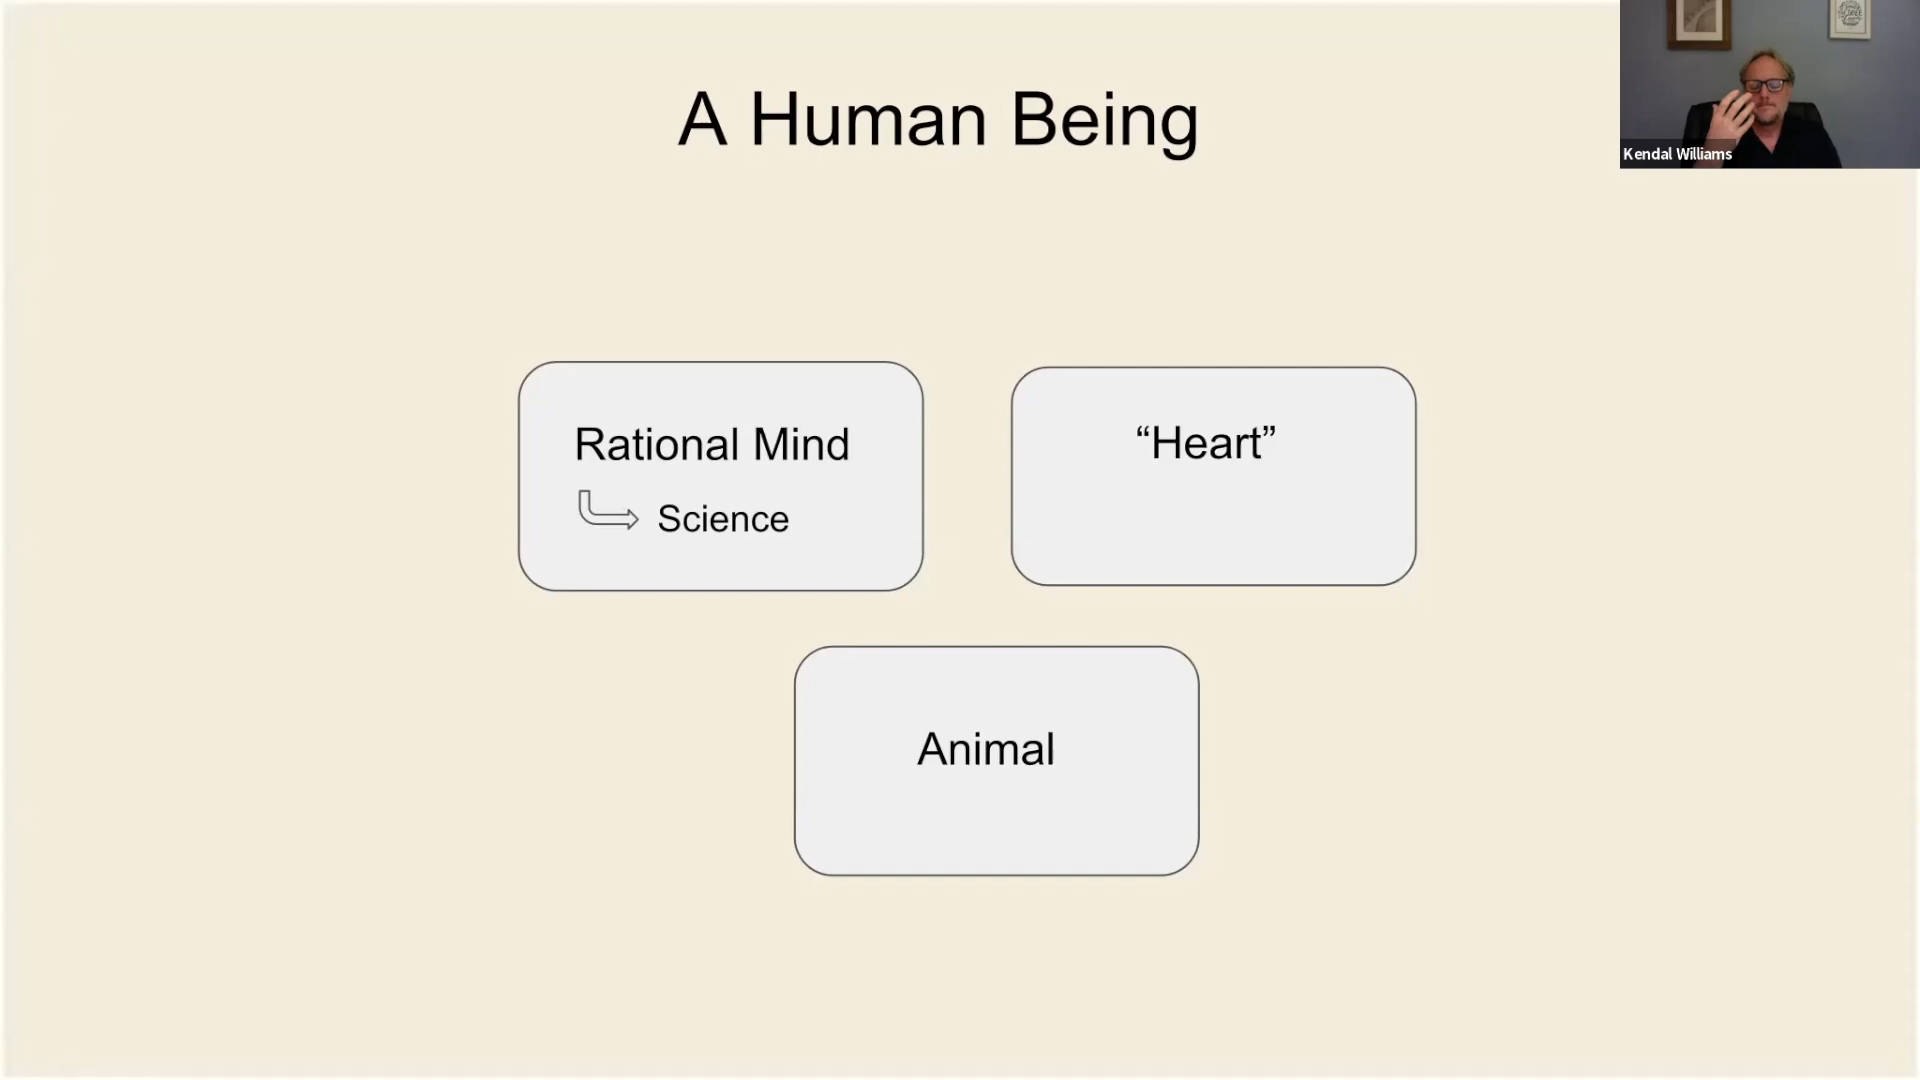 A Human Being
Kendal Williams
Rational Mind
Science
“Heart”
Animal